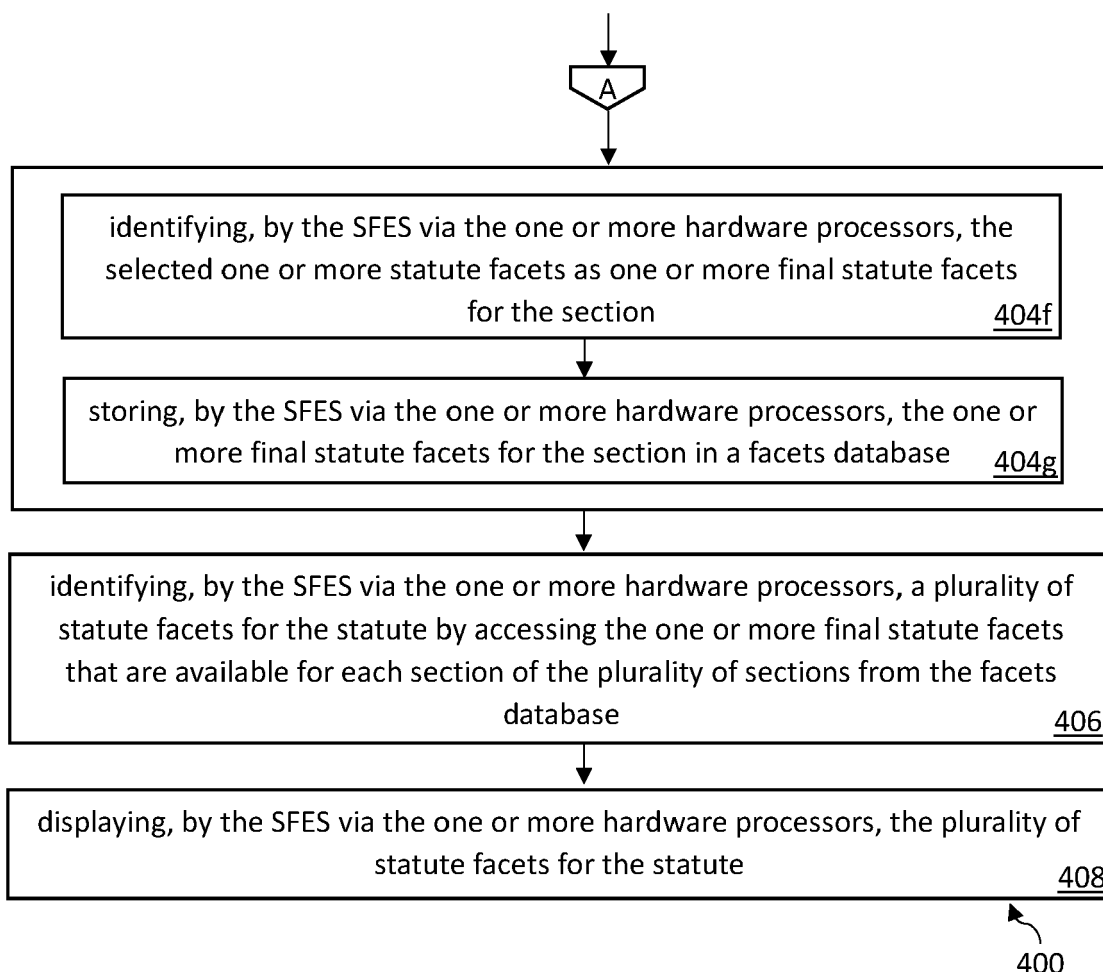 A
identifying, by the SFES via the one or more hardware processors, the
selected one or more statute facets as one or more final statute facets
for the section
404f
storing, by the SFES via the one or more hardware processors, the one or
more final statute facets for the section in a facets database
404g
identifying, by the SFES via the one or more hardware processors, a plurality of
statute facets for the statute by accessing the one or more final statute facets
that are available for each section of the plurality of sections from the facets
database
406
displaying, by the SFES via the one or more hardware processors, the plurality of
statute facets for the statute
408
400